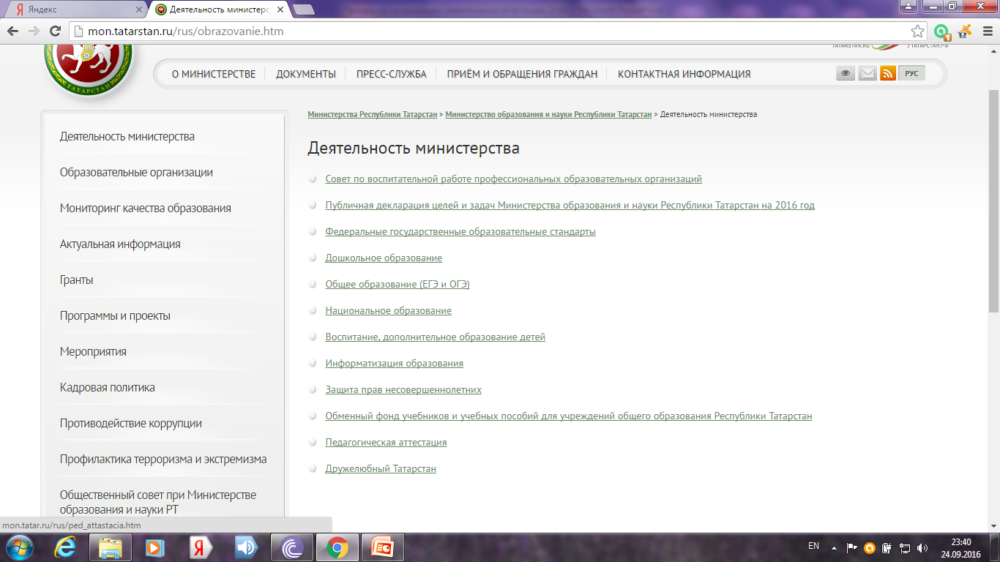 Яндекс
Деятельность министерс
mon.tatarstan.ru/rus/obrazovanie.htm
ТАТАРСТАН
TATARSTAN.RU
ТАТАРСТАН.РФ
О МИНИСТЕРСТВЕ
ДОКУМЕНТЫ
ПРЕСС-СЛУЖБА
ПРИЁМ И ОБРАЩЕНИЯ ГРАЖДАН
КОНТАКТНАЯ ИНФОРМАЦИЯ
РУС
Министерства Республики Татарстан > Министерство образования и науки Республики Татарстан > Деятельность министерства
Деятельность министерства
Образовательные организации
Мониторинг качества образования
Актуальная информация
Гранты
Программы и проекты
Мероприятия
Кадровая политика
Противодействие коррупции
Профилактика терроризма и экстремизма
Общественный совет при Министерстве
образования и науки РТ
Деятельность министерства
Совет по воспитательной работе профессиональных образовательных организаций
Публичная декларация целей и задач Министерства образования и науки Республики Татарстан на 2016 год
Федеральные государственные образовательные стандарты
Дошкольное образование
Общее образование (ЕГЭ и ОГЭ)
Национальное образование
Воспитание, дополнительное образование детей
Информатизация образования
Защита прав несовершеннолетних
Обменный фонд учебников и учебных пособий для учреждений общего образования Республики Татарстан
Педагогическая аттестация
Дружелюбный Татарстан
mon.tatar.ru/rus/ped_attastacia.htm
EN
23:40
24.09.2016